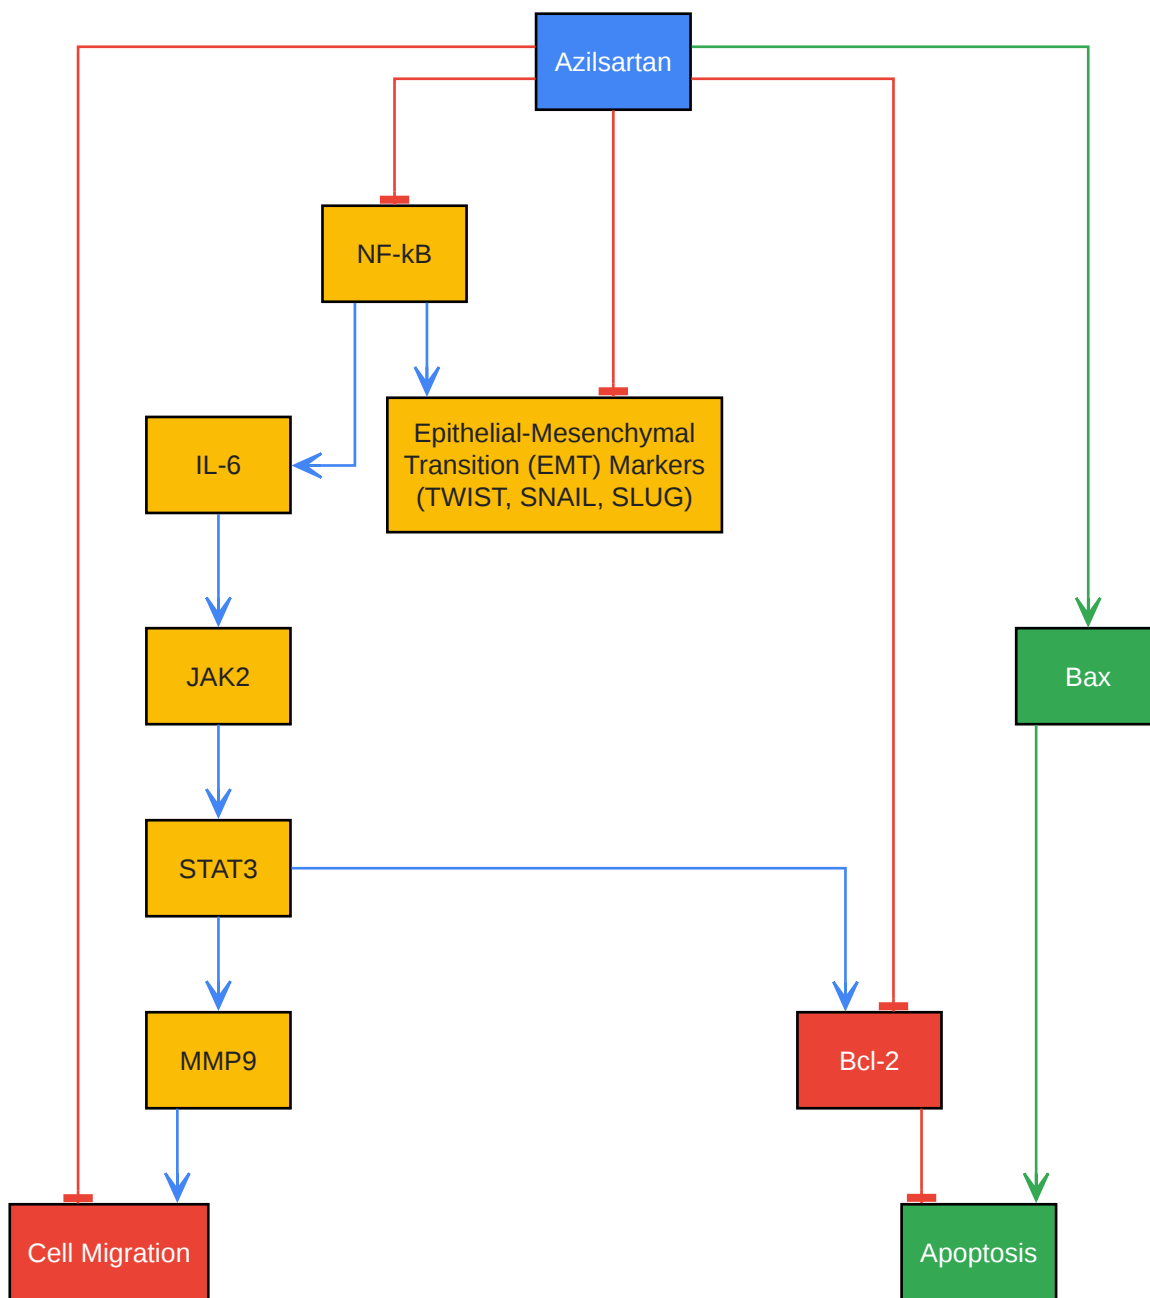 Azilsartan
NF-kB
Epithelial-Mesenchymal
Transition (EMT) Markers
(TWIST, SNAIL, SLUG)
IL-6
JAK2
Bax
STAT3
MMP9
Bcl-2
Cell Migration
Apoptosis